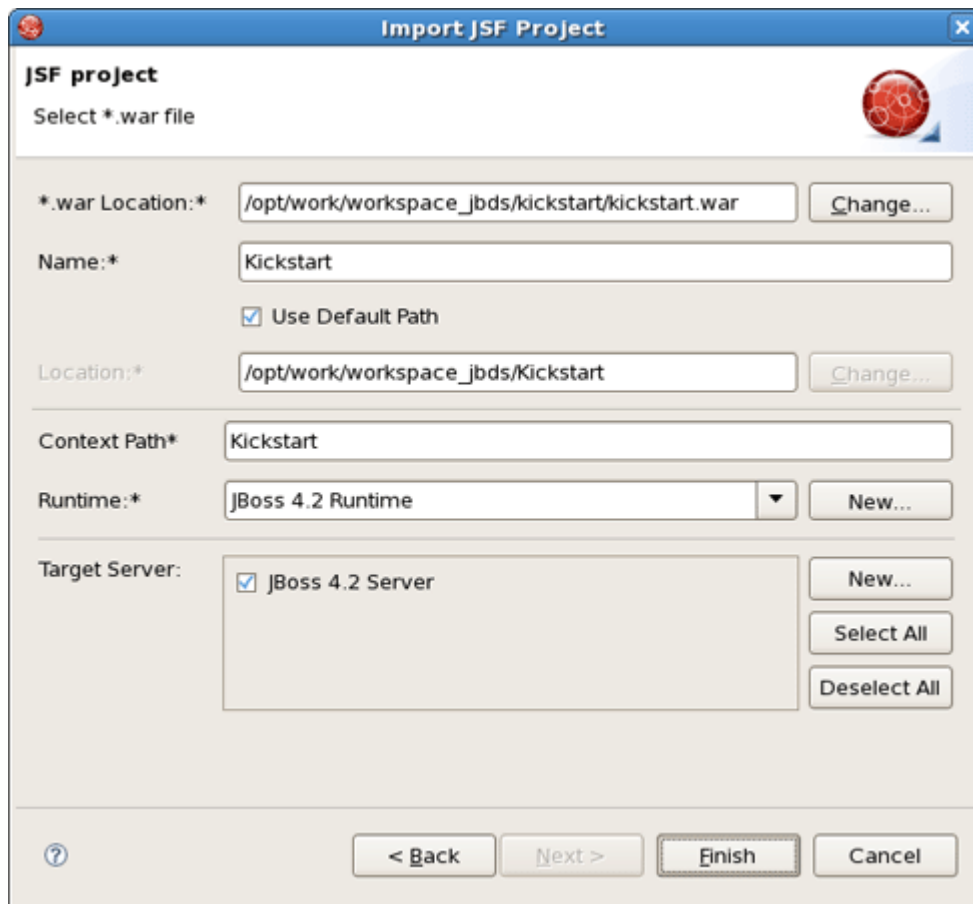 Import JSF Project
JSF project
Select *.war file
*.war Location:* /opt/work/workspace_jbds/kickstart/kickstart.war Change...
Name:* Kickstart
Use Default Path
Location:* /opt/work/workspace_jbds/Kickstart Change...
Context Path* Kickstart
Runtime:* JBoss 4.2 Runtime New...
Target Server: JBoss 4.2 Server New...
Select All
Deselect All
? < Back Next > Finish Cancel